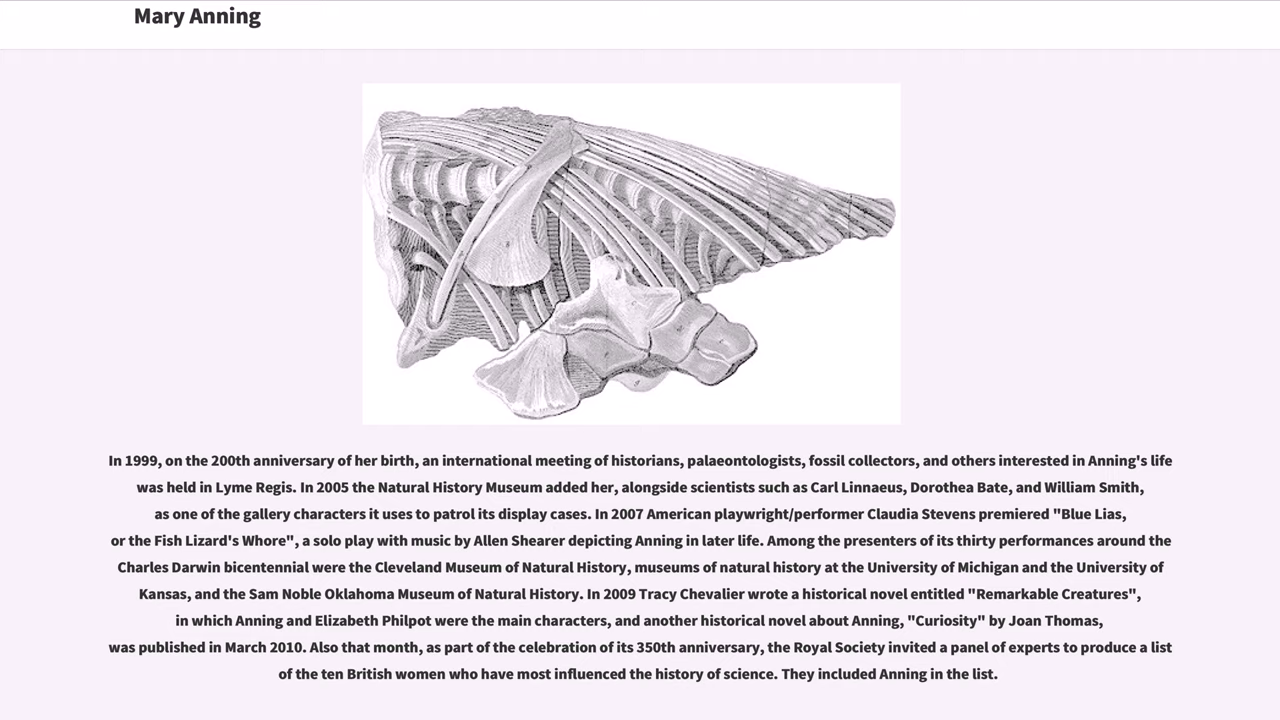 Mary Anning
In 1999, on the 200th anniversary of her birth, an international meeting of historians, palaeontologists, fossil collectors, and others interested in Anning's life
was held in Lyme Regis. In 2005 the Natural History Museum added her, alongside scientists such as Carl Linnaeus, Dorothea Bate, and William Smith,
as one of the gallery characters it uses to patrol its display cases. In 2007 American playwright/performer Claudia Stevens premiered "Blue Lias,
or the Fish Lizard's Whore", a solo play with music by Allen Shearer depicting Anning in later life. Among the presenters of its thirty performances around the
Charles Darwin bicentennial were the Cleveland Museum of Natural History, museums of natural history at the University of Michigan and the University of
Kansas, and the Sam Noble Oklahoma Museum of Natural History. In 2009 Tracy Chevalier wrote a historical novel entitled "Remarkable Creatures",
in which Anning and Elizabeth Philpot were the main characters, and another historical novel about Anning, "Curiosity" by Joan Thomas,
was published in March 2010. Also that month, as part of the celebration of its 350th anniversary, the Royal Society invited a panel of experts to produce a list
of the ten British women who have most influenced the history of science. They included Anning in the list.